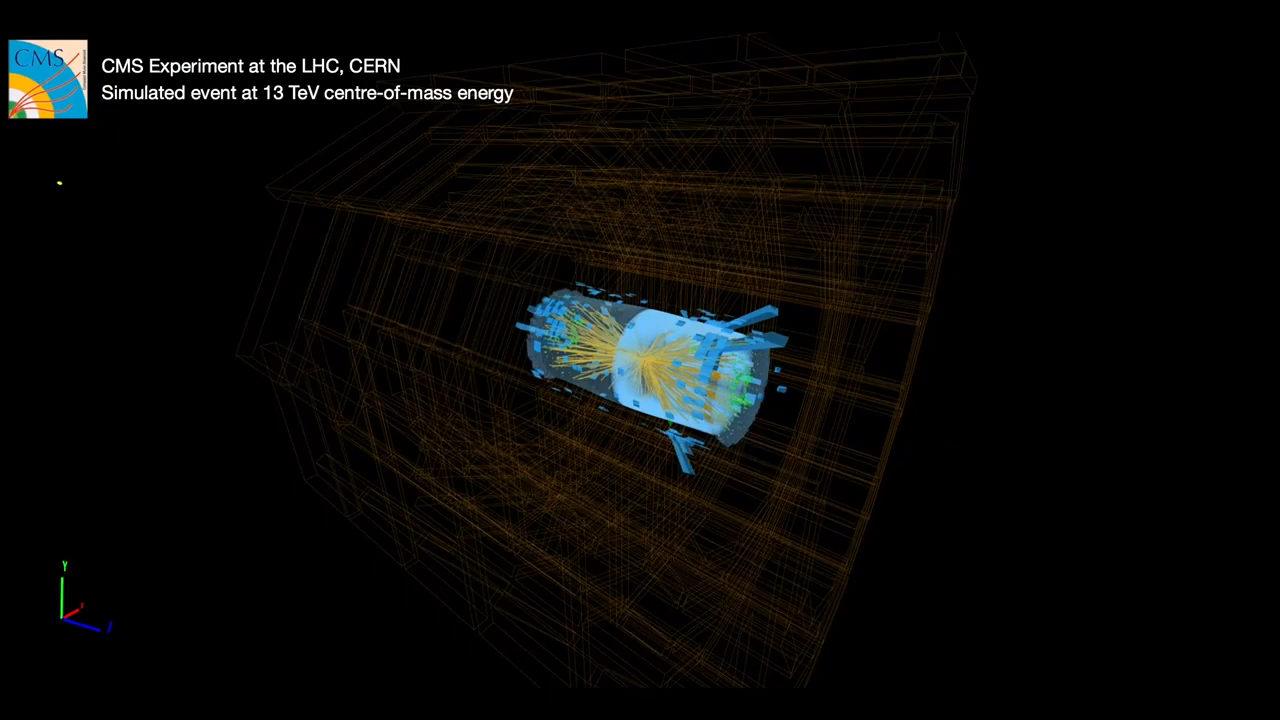 CMS
CMS Experiment at the LHC, CERN
Simulated event at 13 TeV centre-of-mass energy
Y